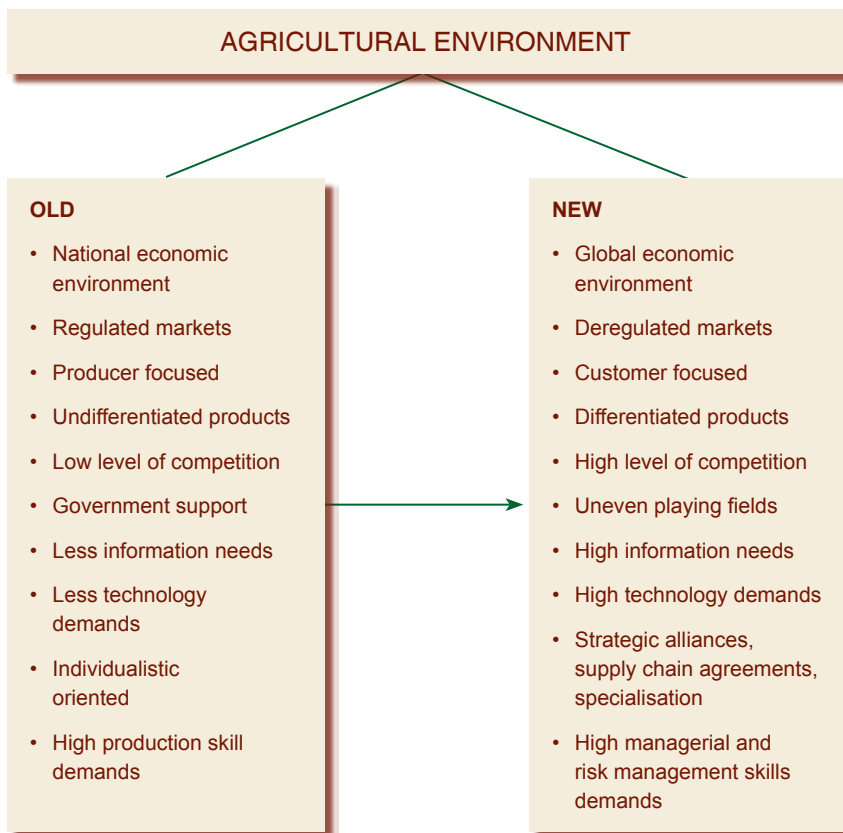 AGRICULTURAL ENVIRONMENT
OLD
• National economic
environment
• Regulated markets
• Producer focused
• Undifferentiated products
• Low level of competition
• Government support
• Less information needs
• Less technology
demands
• Individualistic
oriented
• High production skill
demands
NEW
• Global economic
environment
• Deregulated markets
• Customer focused
• Differentiated products
• High level of competition
• Uneven playing fields
• High information needs
• High technology demands
• Strategic alliances,
supply chain agreements,
specialisation
• High managerial and
risk management skills
demands